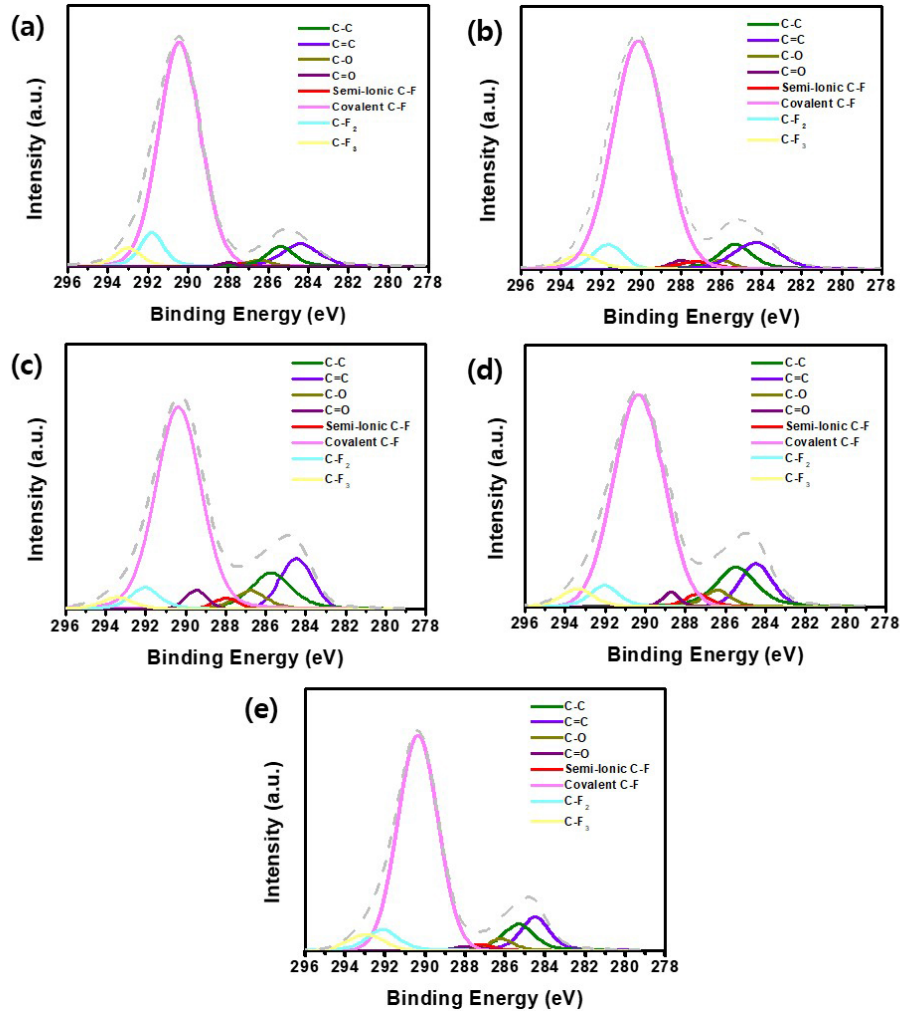 (a)
C-C
C=C
C-O
C=O
Semi-Ionic C-F
Covalent C-F
C-F2
C-F3
Intensity (a.u.)
296 294 292 290 288 286 284 282 280 278
Binding Energy (eV)
(b)
C-C
C=C
C-O
C=O
Semi-Ionic C-F
Covalent C-F
C-F2
C-F3
Intensity (a.u.)
296 294 292 290 288 286 284 282 280 278
Binding Energy (eV)
(c)
C-C
C=C
C-O
C=O
Semi-Ionic C-F
Covalent C-F
C-F2
C-F3
Intensity (a.u.)
296 294 292 290 288 286 284 282 280 278
Binding Energy (eV)
(d)
C-C
C=C
C-O
C=O
Semi-Ionic C-F
Covalent C-F
C-F2
C-F3
Intensity (a.u.)
296 294 292 290 288 286 284 282 280 278
Binding Energy (eV)
(e)
C-C
C=C
C-O
C=O
Semi-Ionic C-F
Covalent C-F
C-F2
C-F3
Intensity (a.u.)
296 294 292 290 288 286 284 282 280 278
Binding Energy (eV)